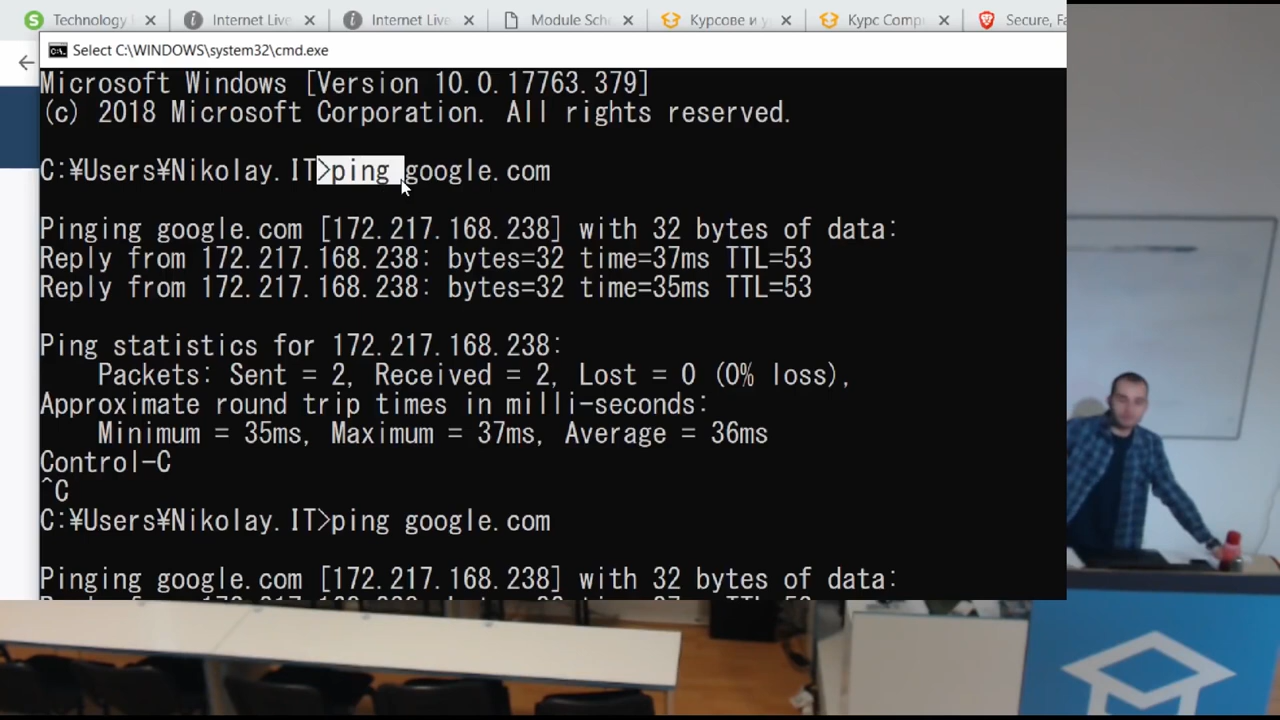 Technology
Internet Live
Internet Live
Module Sch
Курсове и у
Курс Comp
Secure, Fa
Select C:\WINDOWS\system32\cmd.exe
Microsoft Windows [Version 10.0.17763.379]
(c) 2018 Microsoft Corporation. All rights reserved.
C:¥Users¥Nikolay.IT>ping google.com
Pinging google.com [172.217.168.238] with 32 bytes of data:
Reply from 172.217.168.238: bytes=32 time=37ms TTL=53
Reply from 172.217.168.238: bytes=32 time=35ms TTL=53
Ping statistics for 172.217.168.238:
Packets: Sent = 2, Received = 2, Lost = 0 (0% loss),
Approximate round trip times in milli-seconds:
Minimum = 35ms, Maximum = 37ms, Average = 36ms
Control-C
^C
C:¥Users¥Nikolay.IT>ping google.com
Pinging google.com [172.217.168.238] with 32 bytes of data: